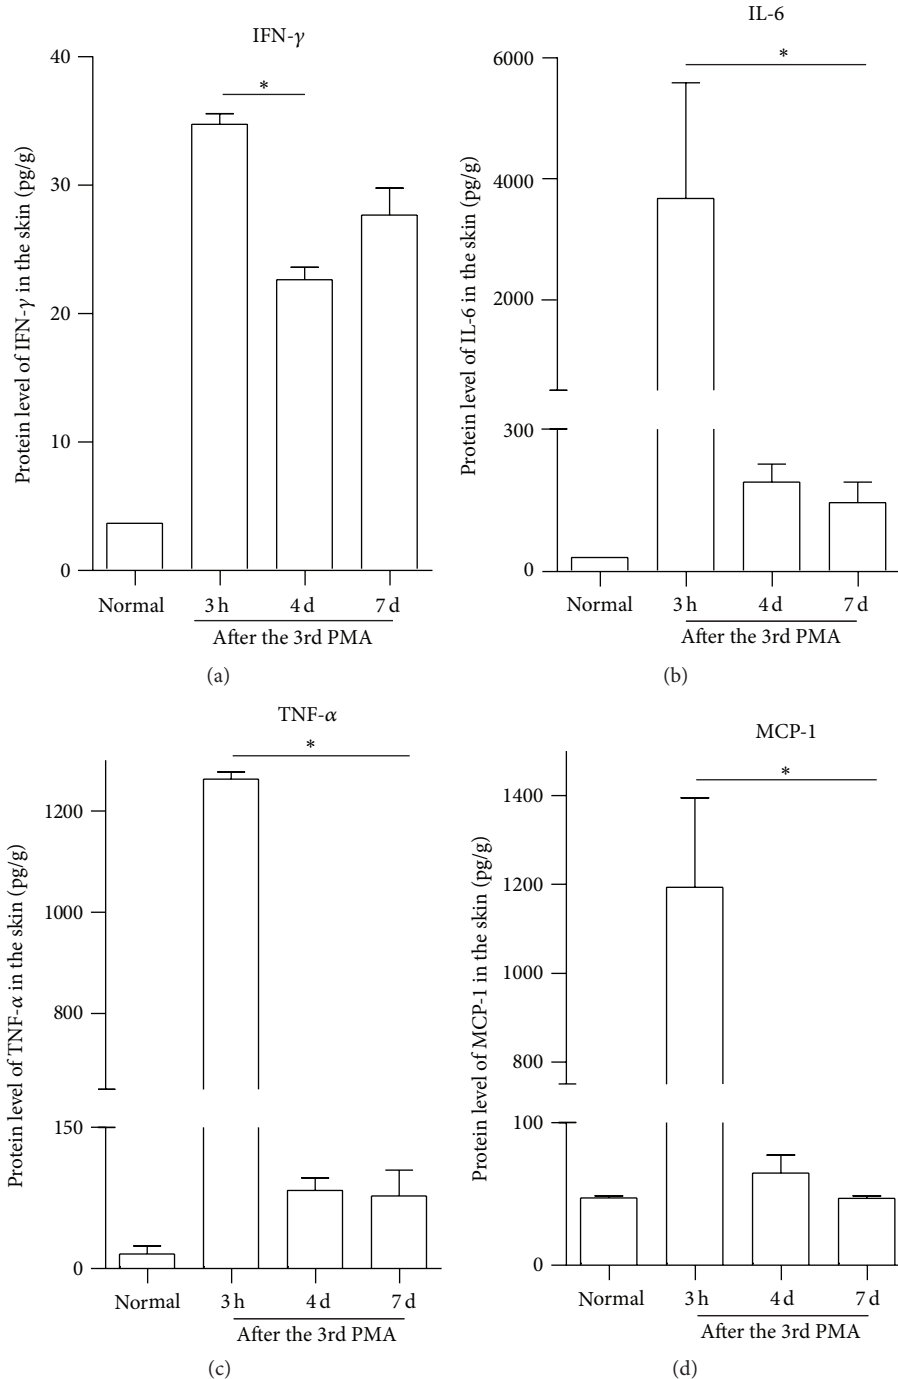 IFN-γ
*
Protein level of IFN-γ in the skin (pg/g)
40
30
20
10
0
Normal
3 h
4 d
7 d
After the 3rd PMA
(a)
IL-6
*
Protein level of IL-6 in the skin (pg/g)
6000
4000
2000
300
0
Normal
3 h
4 d
7 d
After the 3rd PMA
(b)
TNF-α
*
Protein level of TNF-α in the skin (pg/g)
1200
1000
800
150
0
Normal
3 h
4 d
7 d
After the 3rd PMA
(c)
MCP-1
*
Protein level of MCP-1 in the skin (pg/g)
1400
1200
1000
800
100
0
Normal
3 h
4 d
7 d
After the 3rd PMA
(d)